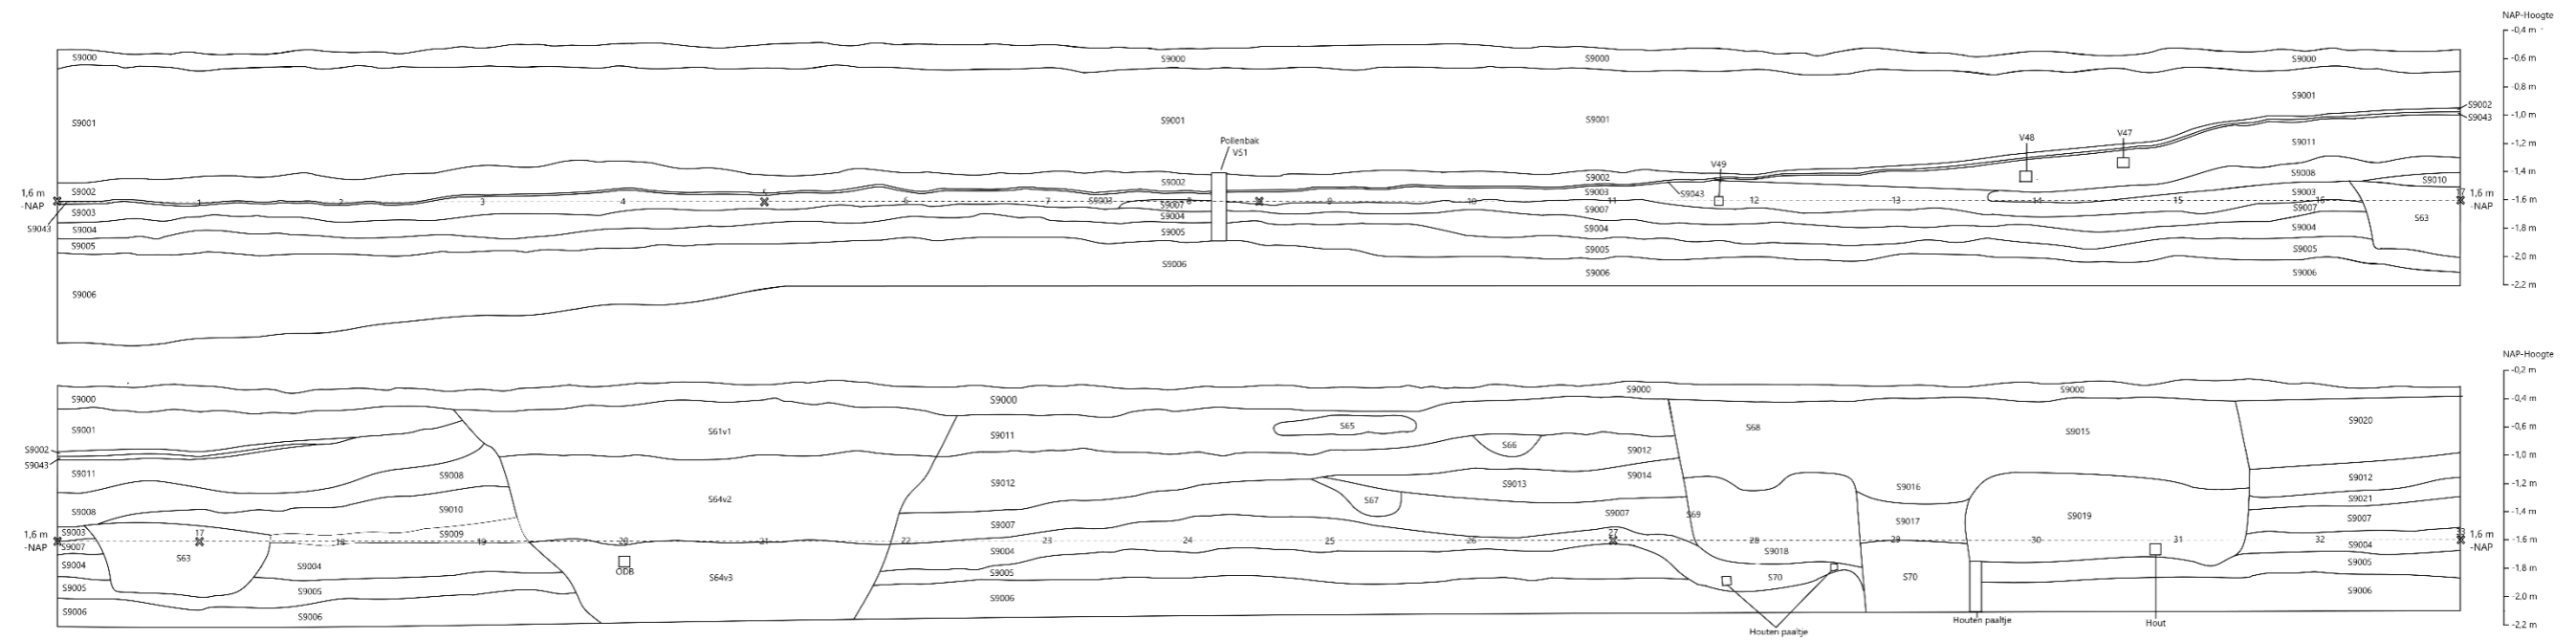 NAP-Hoogte
-0,4 m
S9000 S9000 S9000 S9000
-0,6 m
-0,8 m
S9001
S9002
-1,0 m
S9043
S9001 S9001 S9001
-1,2 m
Pollenbak
V51
V48 V47
S9011
V49
-1,4 m
S9008
S9010
1,6 m
-NAP
S9002 S9002 S9002
S9003 S9043 S9003
17 1,6 m
-NAP
1 2 3 4 5 6 7 S9003 8 9 10 11 12 13 14 15 16
-1,6 m
S9003 S9007 S9007 S9007
S63
S9043
S9004 S9004 S9004 S9004
-1,8 m
S9005 S9005 S9005 S9005
-2,0 m
S9006 S9006 S9006
S9006
-2,2 m
NAP-Hoogte
-0,2 m
S9000 S9000 S9000 S9000
-0,4 m
S9001 S61v1 S9011 S65 S68 S9015 S9020
-0,6 m
-0,8 m
S66
S9002
S9043
S9012
-1,0 m
S9011 S9008 S9012 S9013 S9014 S9016 S9012
-1,2 m
S64v2 S67 S9021
S9008 S9010 S9007 S9007 S69 S9017 S9019 S9007
-1,4 m
1,6 m
-NAP
S9003 17 S9009 27 33 1,6 m
-NAP
18 19 20 21 22 23 24 25 26 28 29 30 31 32
-1,6 m
S9007 S63 S9004 S9018 S9004
S9004 S9004 ODB S64v3 S9005 S70 S70 S9005
-1,8 m
S9005 S9005 S9006 S9006
-2,0 m
S9006 S9006
Houten paaltje Houten paaltje Hout
-2,2 m